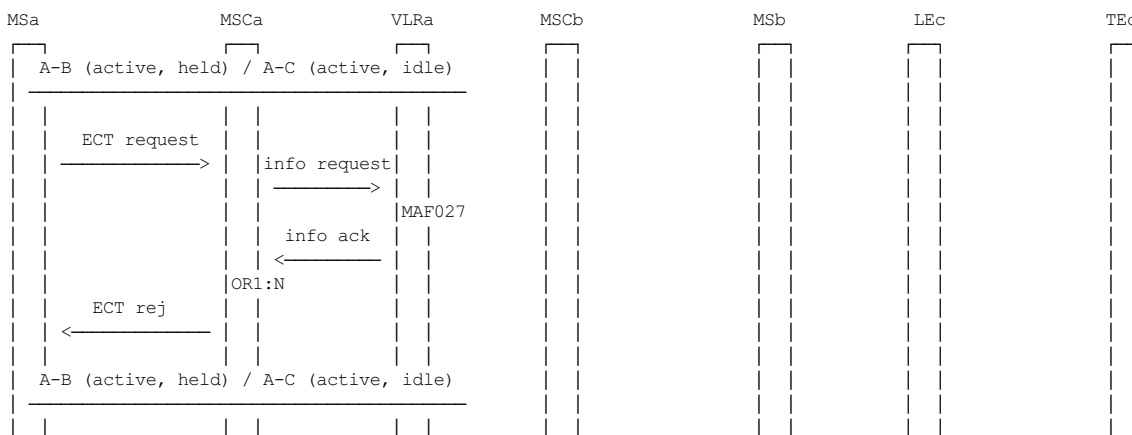 MSa MSCa VLRa MSCb MSb LEc TEc
A-B (active, held) / A-C (active, idle)
ECT request
info request
MAF027
info ack
OR1:N
ECT rej
A-B (active, held) / A-C (active, idle)